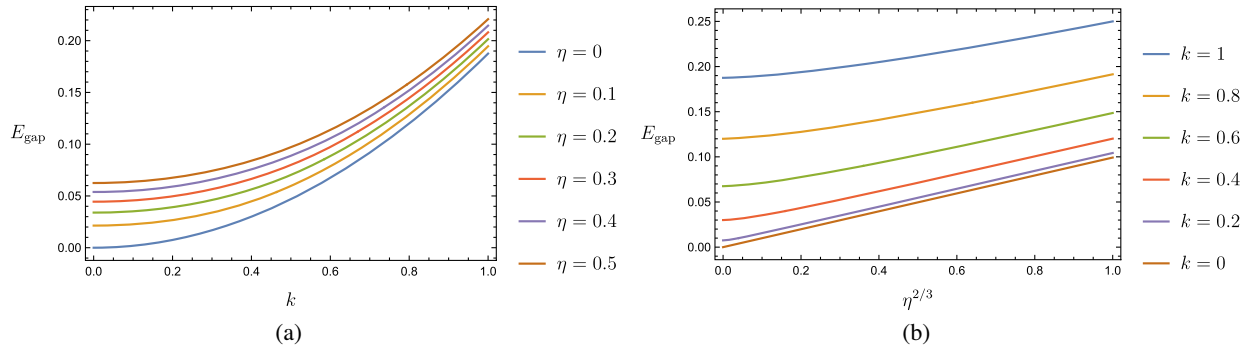 0.20
0.15
0.10
0.05
0.00
E_gap
0.0 0.2 0.4 0.6 0.8 1.0
k
η = 0
η = 0.1
η = 0.2
η = 0.3
η = 0.4
η = 0.5
(a)
0.25
0.20
0.15
0.10
0.05
0.00
E_gap
0.0 0.2 0.4 0.6 0.8 1.0
η^{2/3}
k = 1
k = 0.8
k = 0.6
k = 0.4
k = 0.2
k = 0
(b)